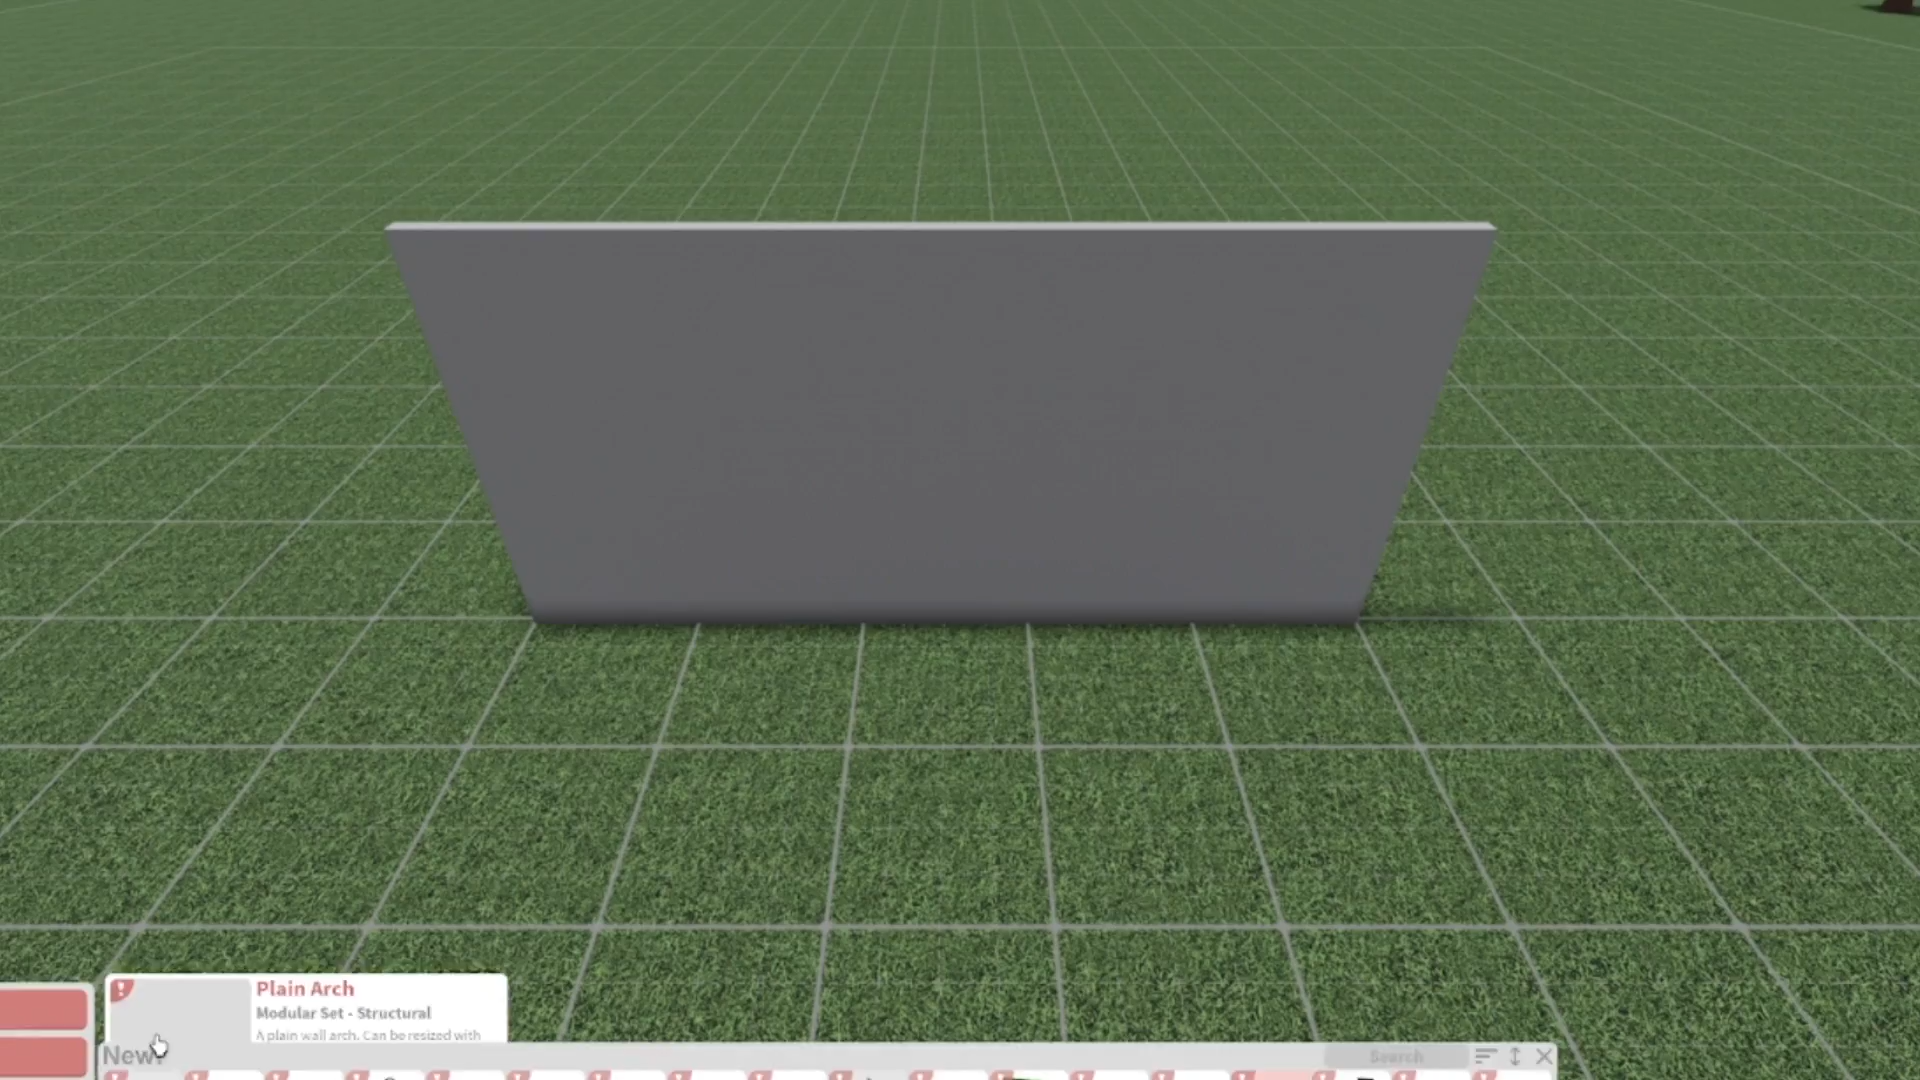 Plain Arch
Modular Set - Structural
A plain wall arch. Can be resized with
New!
Search